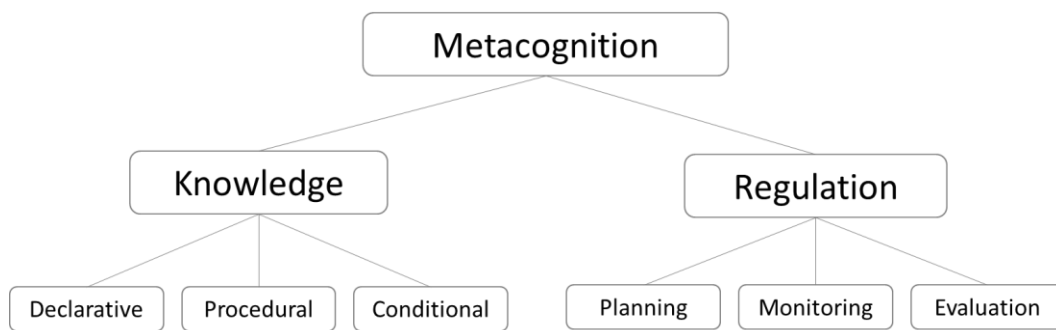 Metacognition
Knowledge
Regulation
Declarative
Procedural
Conditional
Planning
Monitoring
Evaluation